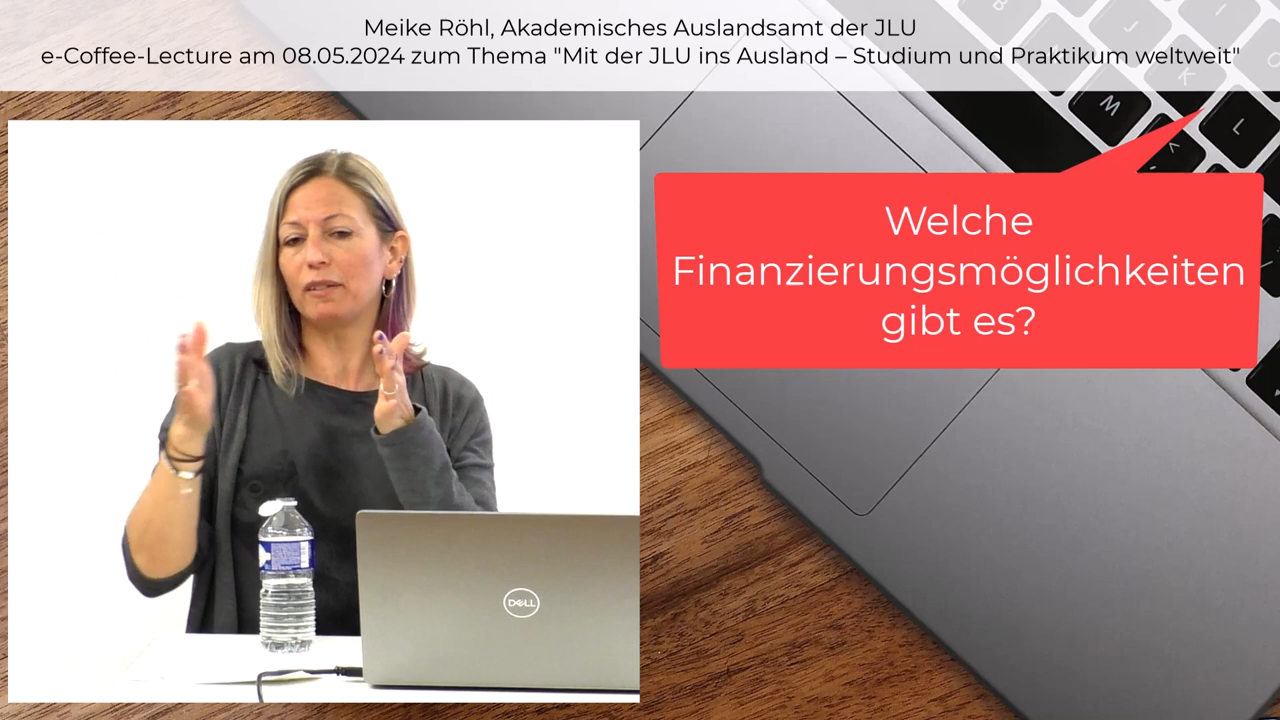 Meike Röhl, Akademisches Auslandsamt der JLU
e-Coffee-Lecture am 08.05.2024 zum Thema "Mit der JLU ins Ausland – Studium und Praktikum weltweit"
Welche
Finanzierungsmöglichkeiten
gibt es?
DELL
M
K
L
B
J
I